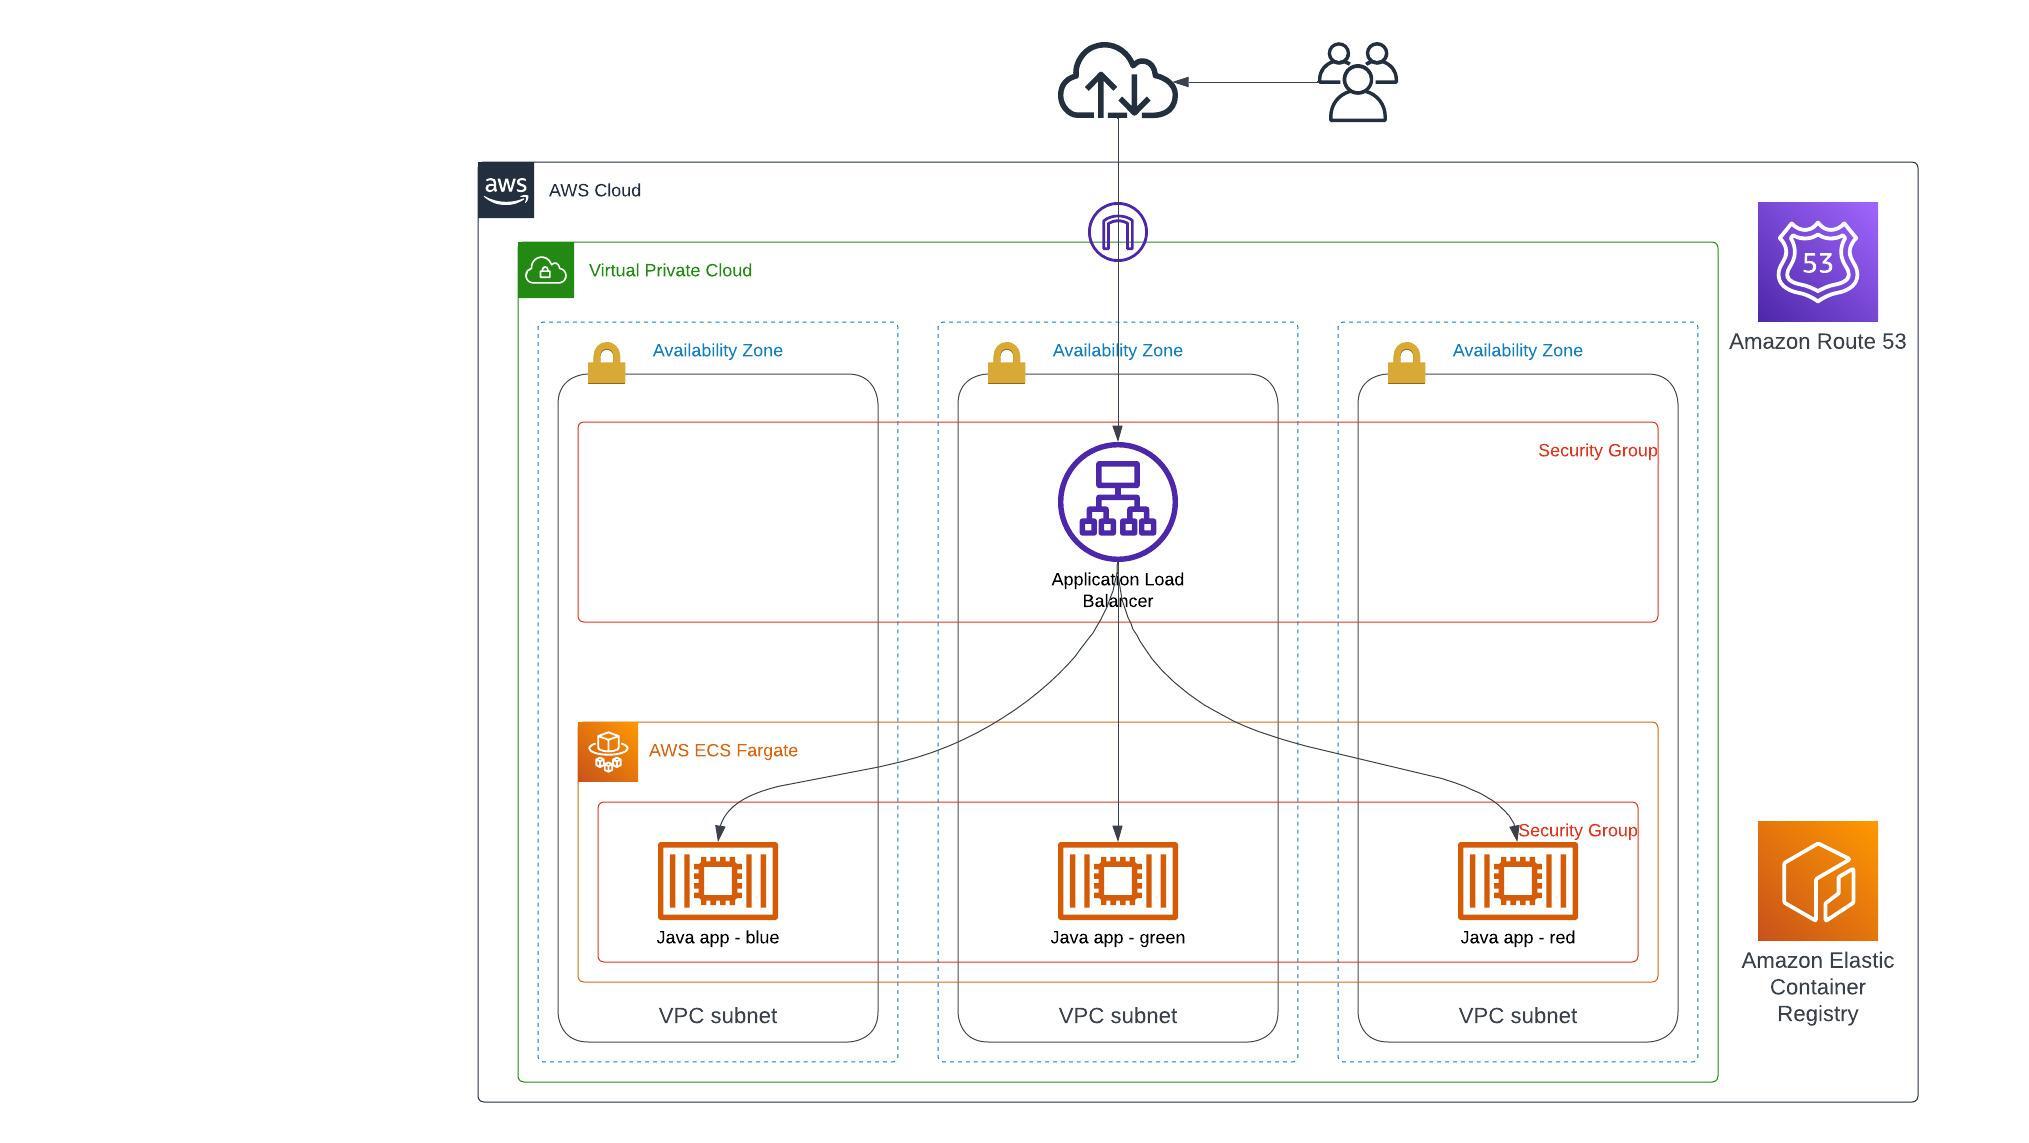 aws
AWS Cloud
Virtual Private Cloud
53
Amazon Route 53
Availability Zone
Availability Zone
Availability Zone
Security Group
Application Load
Balancer
AWS ECS Fargate
Security Group
Java app - blue
Java app - green
Java app - red
VPC subnet
VPC subnet
VPC subnet
Amazon Elastic
Container
Registry